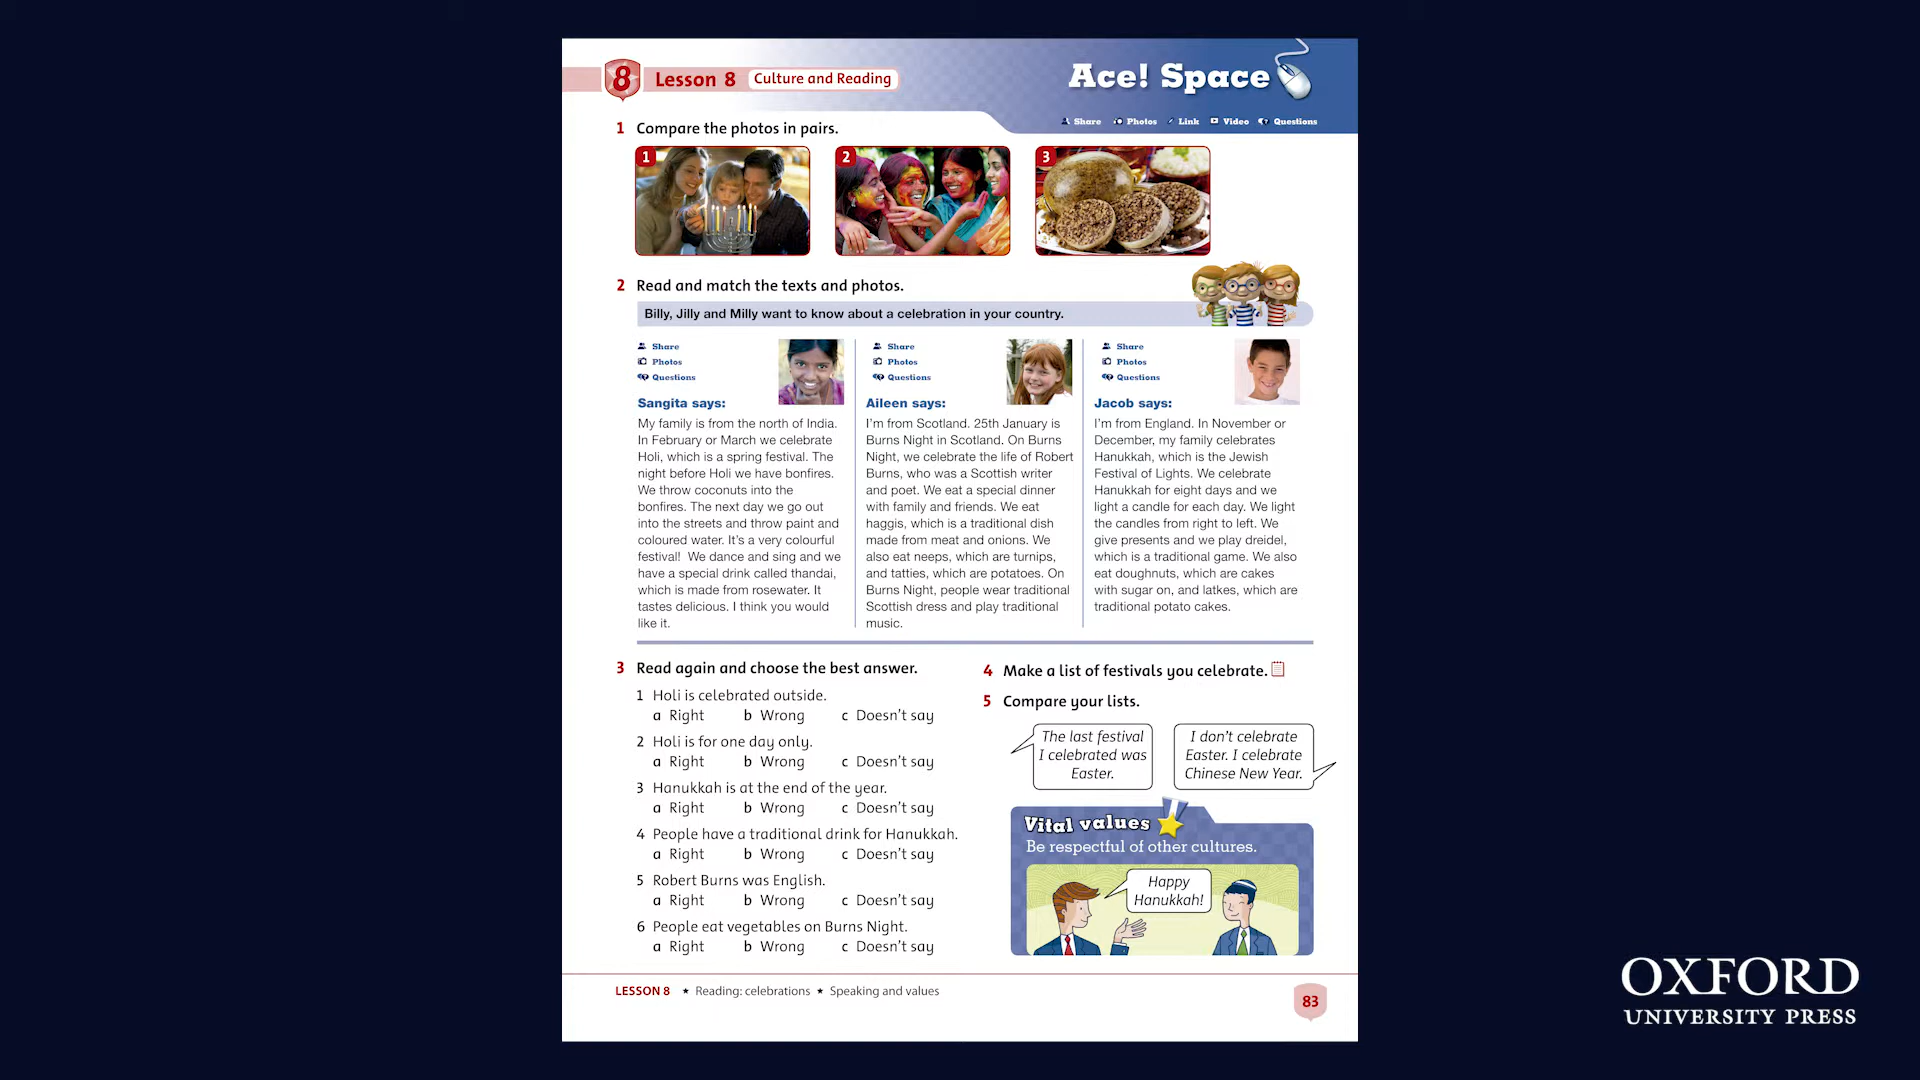 8 Lesson 8 Culture and Reading
Ace! Space
Share Photos Link Video Questions
1 Compare the photos in pairs.
1
2
3
2 Read and match the texts and photos.
Billy, Jilly and Milly want to know about a celebration in your country.
Share
Photos
Questions
Sangita says:
My family is from the north of India.
In February or March we celebrate
Holi, which is a spring festival. The
night before Holi we have bonfires.
We throw coconuts into the
bonfires. The next day we go out
into the streets and throw paint and
coloured water. It's a very colourful
festival! We dance and sing and we
have a special drink called thandai,
which is made from rosewater. It
tastes delicious. I think you would
like it.
Share
Photos
Questions
Aileen says:
I'm from Scotland. 25th January is
Burns Night in Scotland. On Burns
Night, we celebrate the life of Robert
Burns, who was a Scottish writer
and poet. We eat a special dinner
with family and friends. We eat
haggis, which is a traditional dish
made from meat and onions. We
also eat neeps, which are turnips,
and tatties, which are potatoes. On
Burns Night, people wear traditional
Scottish dress and play traditional
music.
Share
Photos
Questions
Jacob says:
I'm from England. In November or
December, my family celebrates
Hanukkah, which is the Jewish
Festival of Lights. We celebrate
Hanukkah for eight days and we
light a candle for each day. We light
the candles from right to left. We
give presents and we play dreidel,
which is a traditional game. We also
eat doughnuts, which are cakes
with sugar on, and latkes, which are
traditional potato cakes.
3 Read again and choose the best answer.
1 Holi is celebrated outside.
a Right b Wrong c Doesn't say
2 Holi is for one day only.
a Right b Wrong c Doesn't say
3 Hanukkah is at the end of the year.
a Right b Wrong c Doesn't say
4 People have a traditional drink for Hanukkah.
a Right b Wrong c Doesn't say
5 Robert Burns was English.
a Right b Wrong c Doesn't say
6 People eat vegetables on Burns Night.
a Right b Wrong c Doesn't say
4 Make a list of festivals you celebrate.
5 Compare your lists.
The last festival
I celebrated was
Easter.
I don't celebrate
Easter. I celebrate
Chinese New Year.
Vital values
Be respectful of other cultures.
Happy
Hanukkah!
LESSON 8 ★ Reading: celebrations ★ Speaking and values
83
OXFORD
UNIVERSITY PRESS